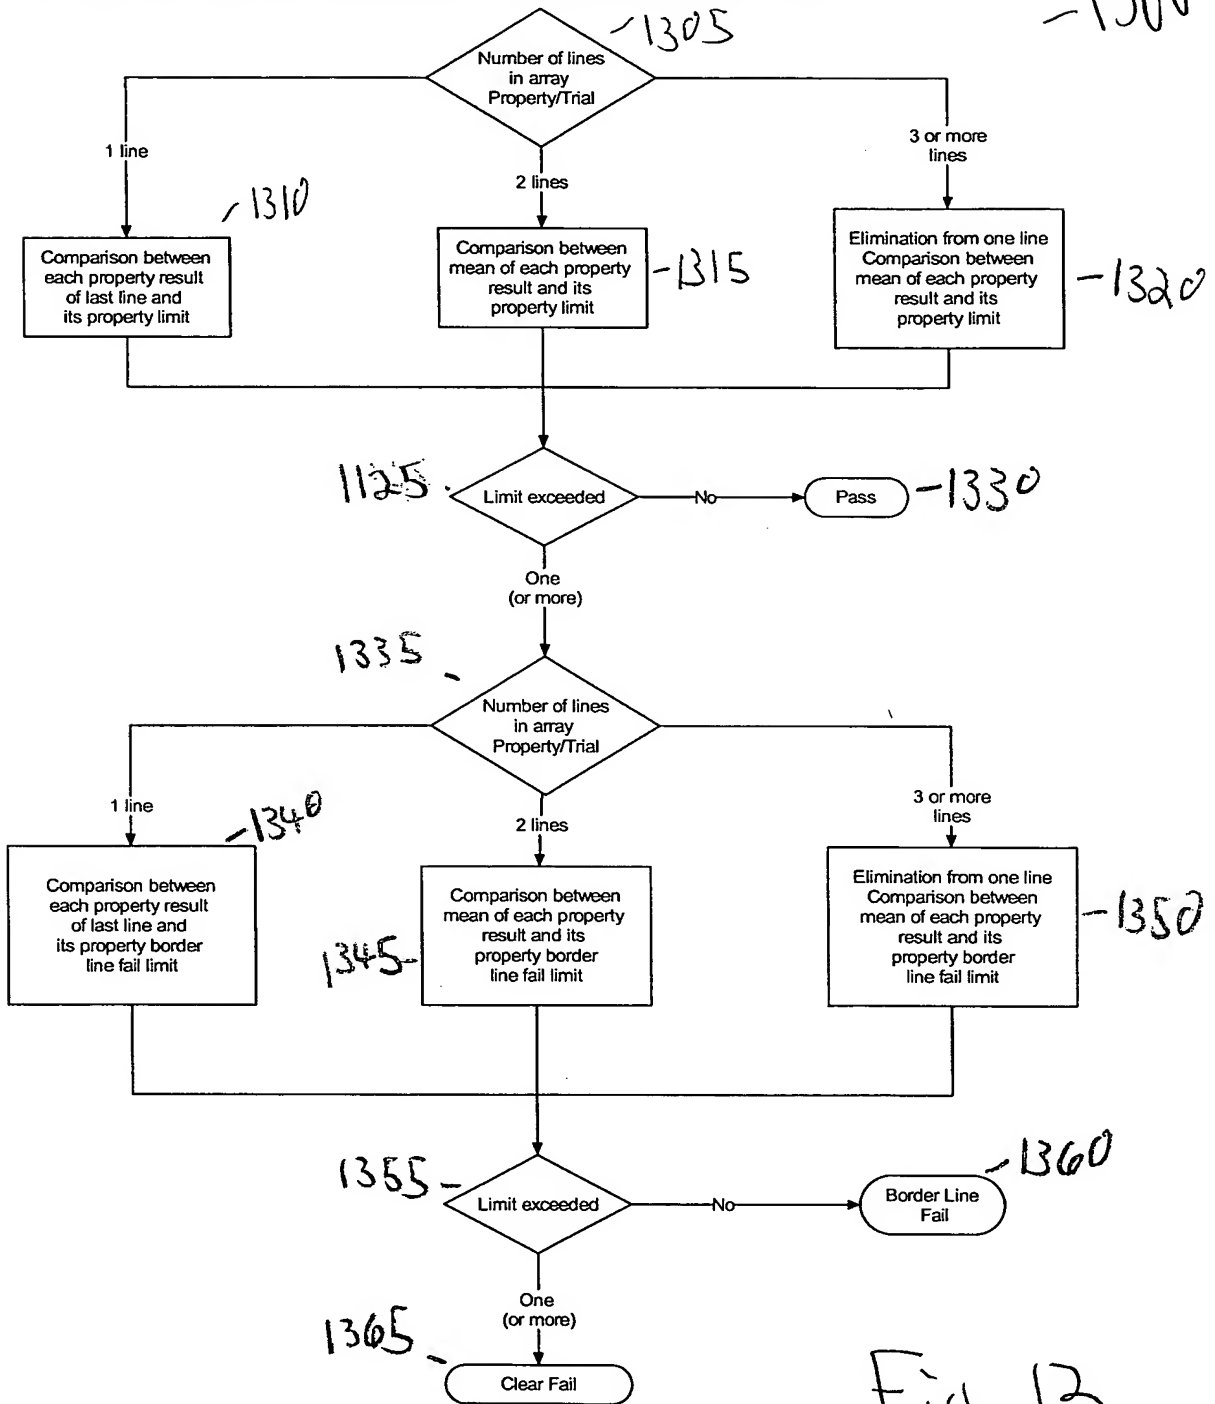 1300
1305
Number of lines
in array
Property/Trial
1 line
2 lines
3 or more
lines
1310
Comparison between
each property result
of last line and
its property limit
Comparison between
mean of each property
result and its
property limit
1315
Elimination from one line
Comparison between
mean of each property
result and its
property limit
1320
1125
Limit exceeded
No
Pass
1330
One
(or more)
1335
Number of lines
in array
Property/Trial
1 line
2 lines
3 or more
lines
1340
Comparison between
each property result
of last line and
its property border
line fail limit
1345
Comparison between
mean of each property
result and its
property border
line fail limit
Elimination from one line
Comparison between
mean of each property
result and its
property border
line fail limit
1350
1355
Limit exceeded
No
Border Line
Fail
1360
One
(or more)
1365
Clear Fail
Fig. 13